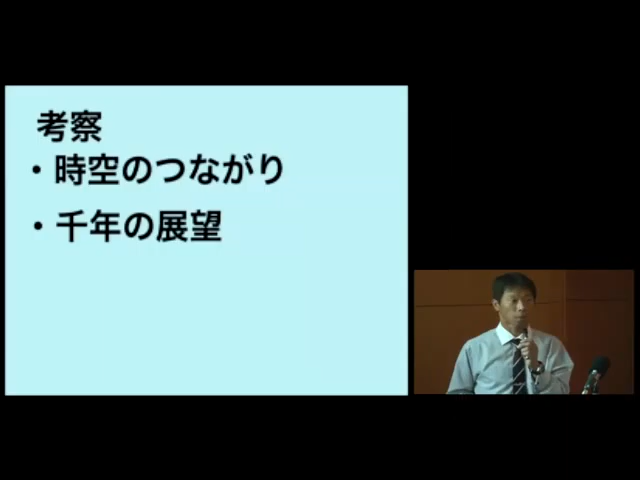 考察
・時空のつながり
・千年の展望